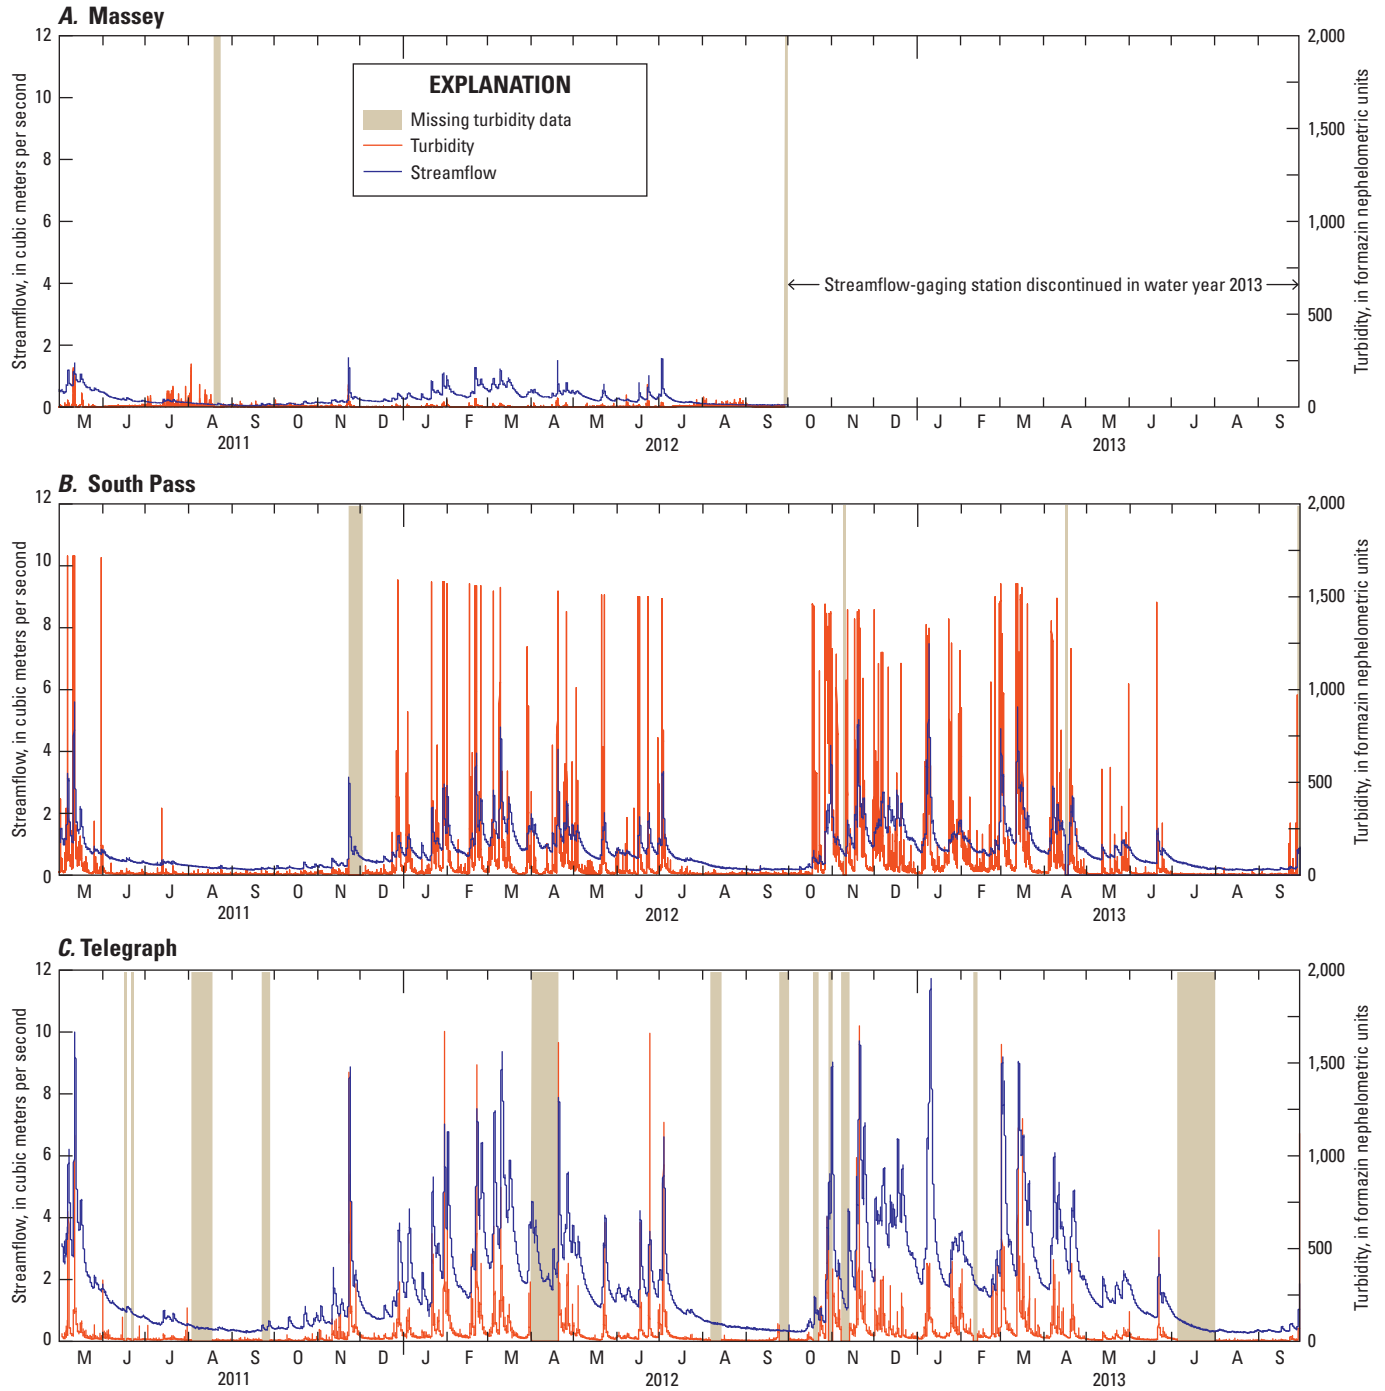 A. Massey
12
10
8
6
4
2
0
Streamflow, in cubic meters per second
2,000
1,500
1,000
500
0
Turbidity, in formazin nephelometric units
EXPLANATION
Missing turbidity data
Turbidity
Streamflow
Streamflow-gaging station discontinued in water year 2013
M J J A S O N D J F M A M J J A S O N D J F M A M J J A S
2011 2012 2013
B. South Pass
12
10
8
6
4
2
0
Streamflow, in cubic meters per second
2,000
1,500
1,000
500
0
Turbidity, in formazin nephelometric units
M J J A S O N D J F M A M J J A S O N D J F M A M J J A S
2011 2012 2013
C. Telegraph
12
10
8
6
4
2
0
Streamflow, in cubic meters per second
2,000
1,500
1,000
500
0
Turbidity, in formazin nephelometric units
M J J A S O N D J F M A M J J A S O N D J F M A M J J A S
2011 2012 2013